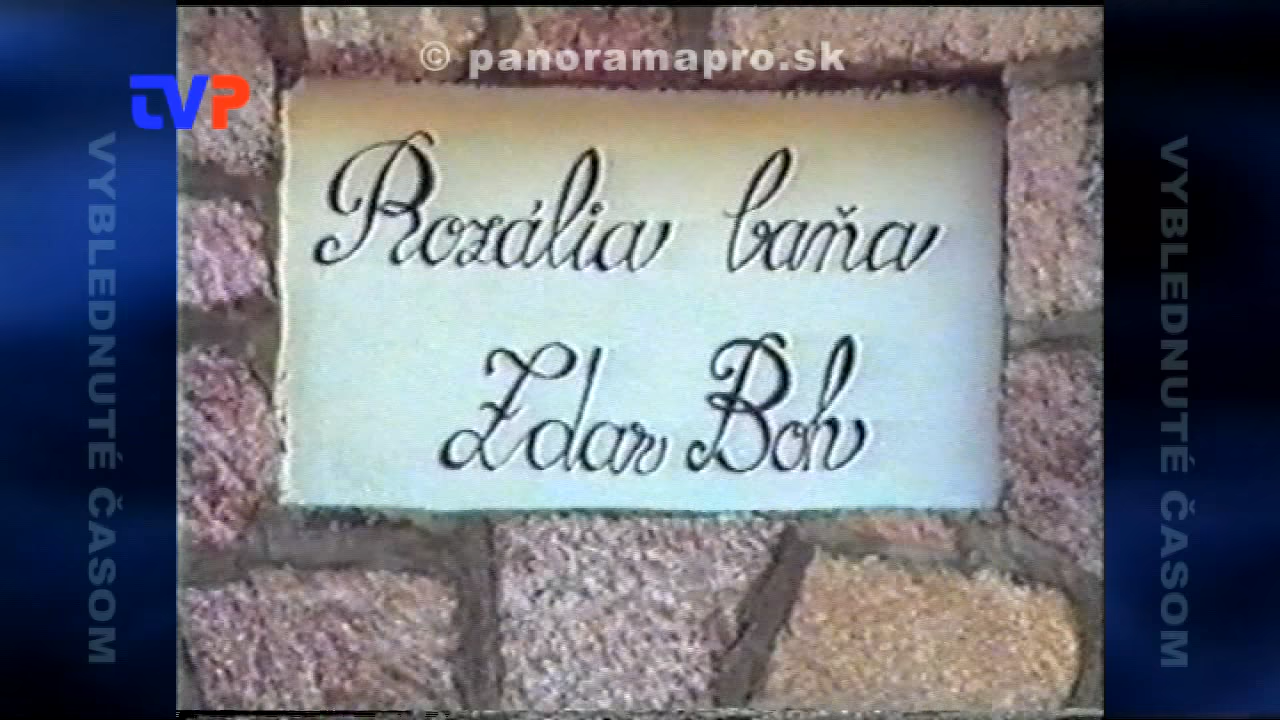 © panoramapro.sk
TVP
VYBLEDNUTÉ ČASOM
Rozália baňa
Zdar Boh
VYBLEDNUTÉ ČASOM